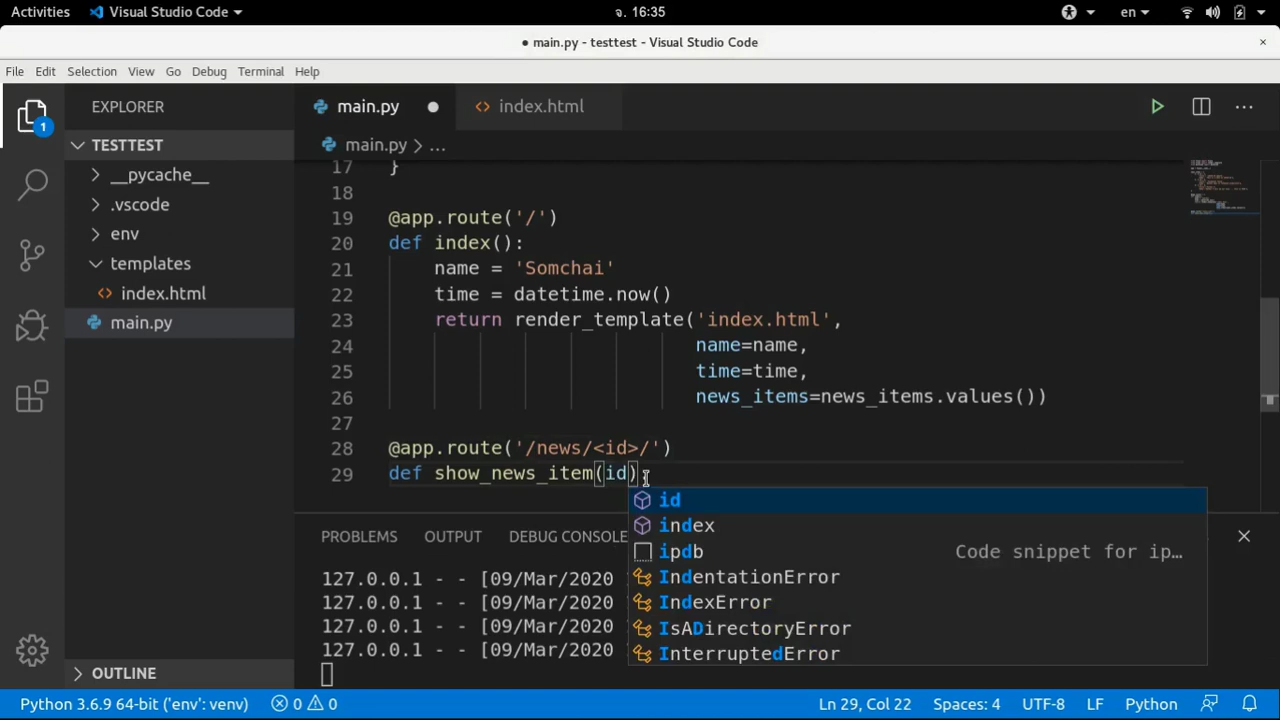 Activities Visual Studio Code จ. 16:35 en
● main.py - testtest - Visual Studio Code ×
File Edit Selection View Go Debug Terminal Help
EXPLORER main.py index.html
TESTTEST main.py > ...
__pycache__
.vscode
env
templates
index.html
main.py
17 }
18
19 @app.route('/')
20 def index():
21 name = 'Somchai'
22 time = datetime.now()
23 return render_template('index.html',
24 name=name,
25 time=time,
26 news_items=news_items.values())
27
28 @app.route('/news/<id>/')
29 def show_news_item(id)
id
index
ipdb Code snippet for ip…
IndentationError
IndexError
IsADirectoryError
InterruptedError
PROBLEMS OUTPUT DEBUG CONSOLE
127.0.0.1 - - [09/Mar/2020
127.0.0.1 - - [09/Mar/2020
127.0.0.1 - - [09/Mar/2020
127.0.0.1 - - [09/Mar/2020
1
OUTLINE
Python 3.6.9 64-bit ('env': venv) 0 0 Ln 29, Col 22 Spaces: 4 UTF-8 LF Python